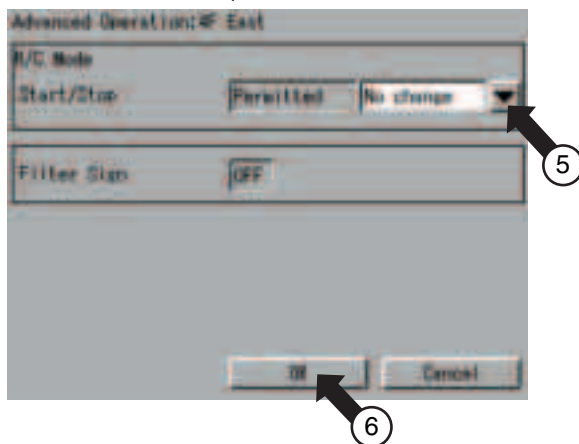 Advanced Operation:4F East
R/C Mode
Start/Stop Permitted No change
5
Filter Sign OFF
OK Cancel
6